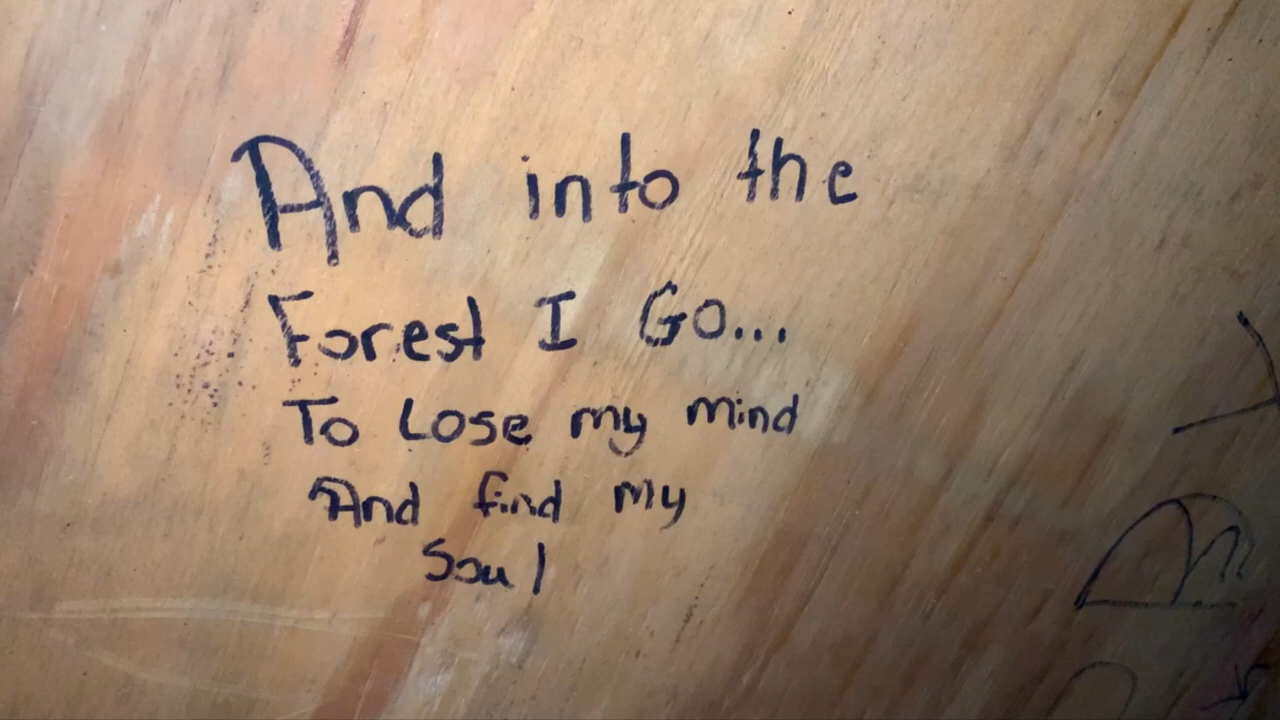 And into the
Forest I Go...
To Lose my mind
And find my
Soul